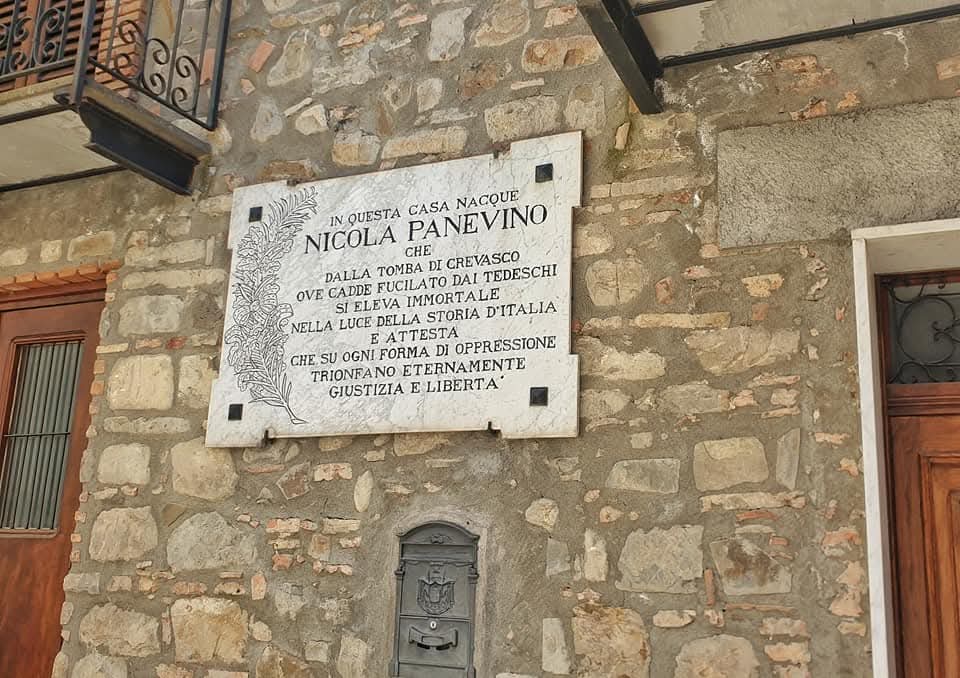 IN QUESTA CASA NACQUE
NICOLA PANEVINO
CHE
DALLA TOMBA DI CREVASCO
OVE CADDE FUCILATO DAI TEDESCHI
SI ELEVA IMMORTALE
NELLA LUCE DELLA STORIA D'ITALIA
E ATTESTA
CHE SU OGNI FORMA DI OPPRESSIONE
TRIONFANO ETERNAMENTE
GIUSTIZIA E LIBERTA'